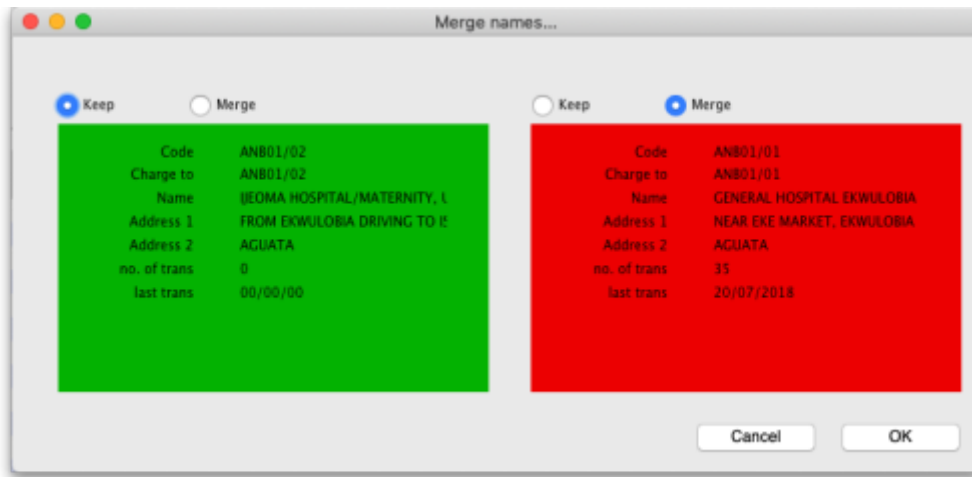 Merge names...
Keep Merge
Code ANB01/02
Charge to ANB01/02
Name IJEOMA HOSPITAL/MATERNITY, U
Address 1 FROM EKWULOBIA DRIVING TO IS
Address 2 AGUATA
no. of trans 0
last trans 00/00/00
Keep Merge
Code ANB01/01
Charge to ANB01/01
Name GENERAL HOSPITAL EKWULOBIA
Address 1 NEAR EKE MARKET, EKWULOBIA
Address 2 AGUATA
no. of trans 35
last trans 20/07/2018
Cancel OK